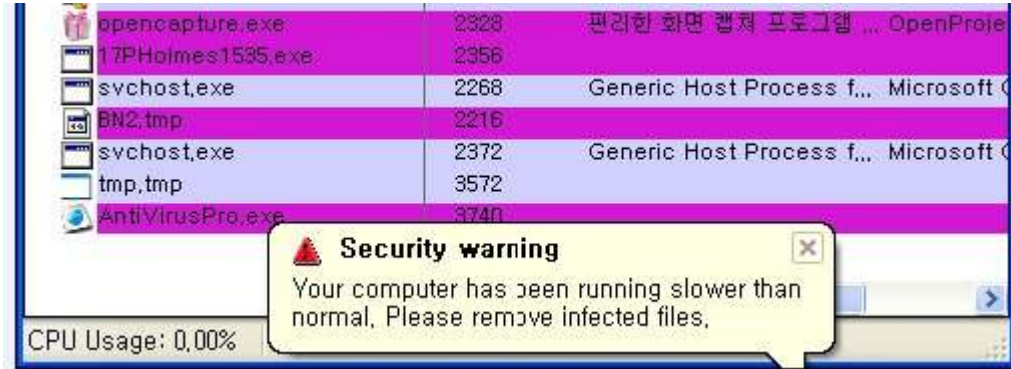 opencapture,exe 2328 편리한 화면 캡쳐 프로그램 ,,, OpenProje
17PHolmes1535,exe 2356
svchost,exe 2268 Generic Host Process f,,, Microsoft
BN2,tmp 2216
svchost,exe 2372 Generic Host Process f,,, Microsoft
tmp,tmp 3572
AntiVirusPro,exe 3740
Security warning
Your computer has been running slower than
normal, Please remove infected files,
CPU Usage: 0,00%